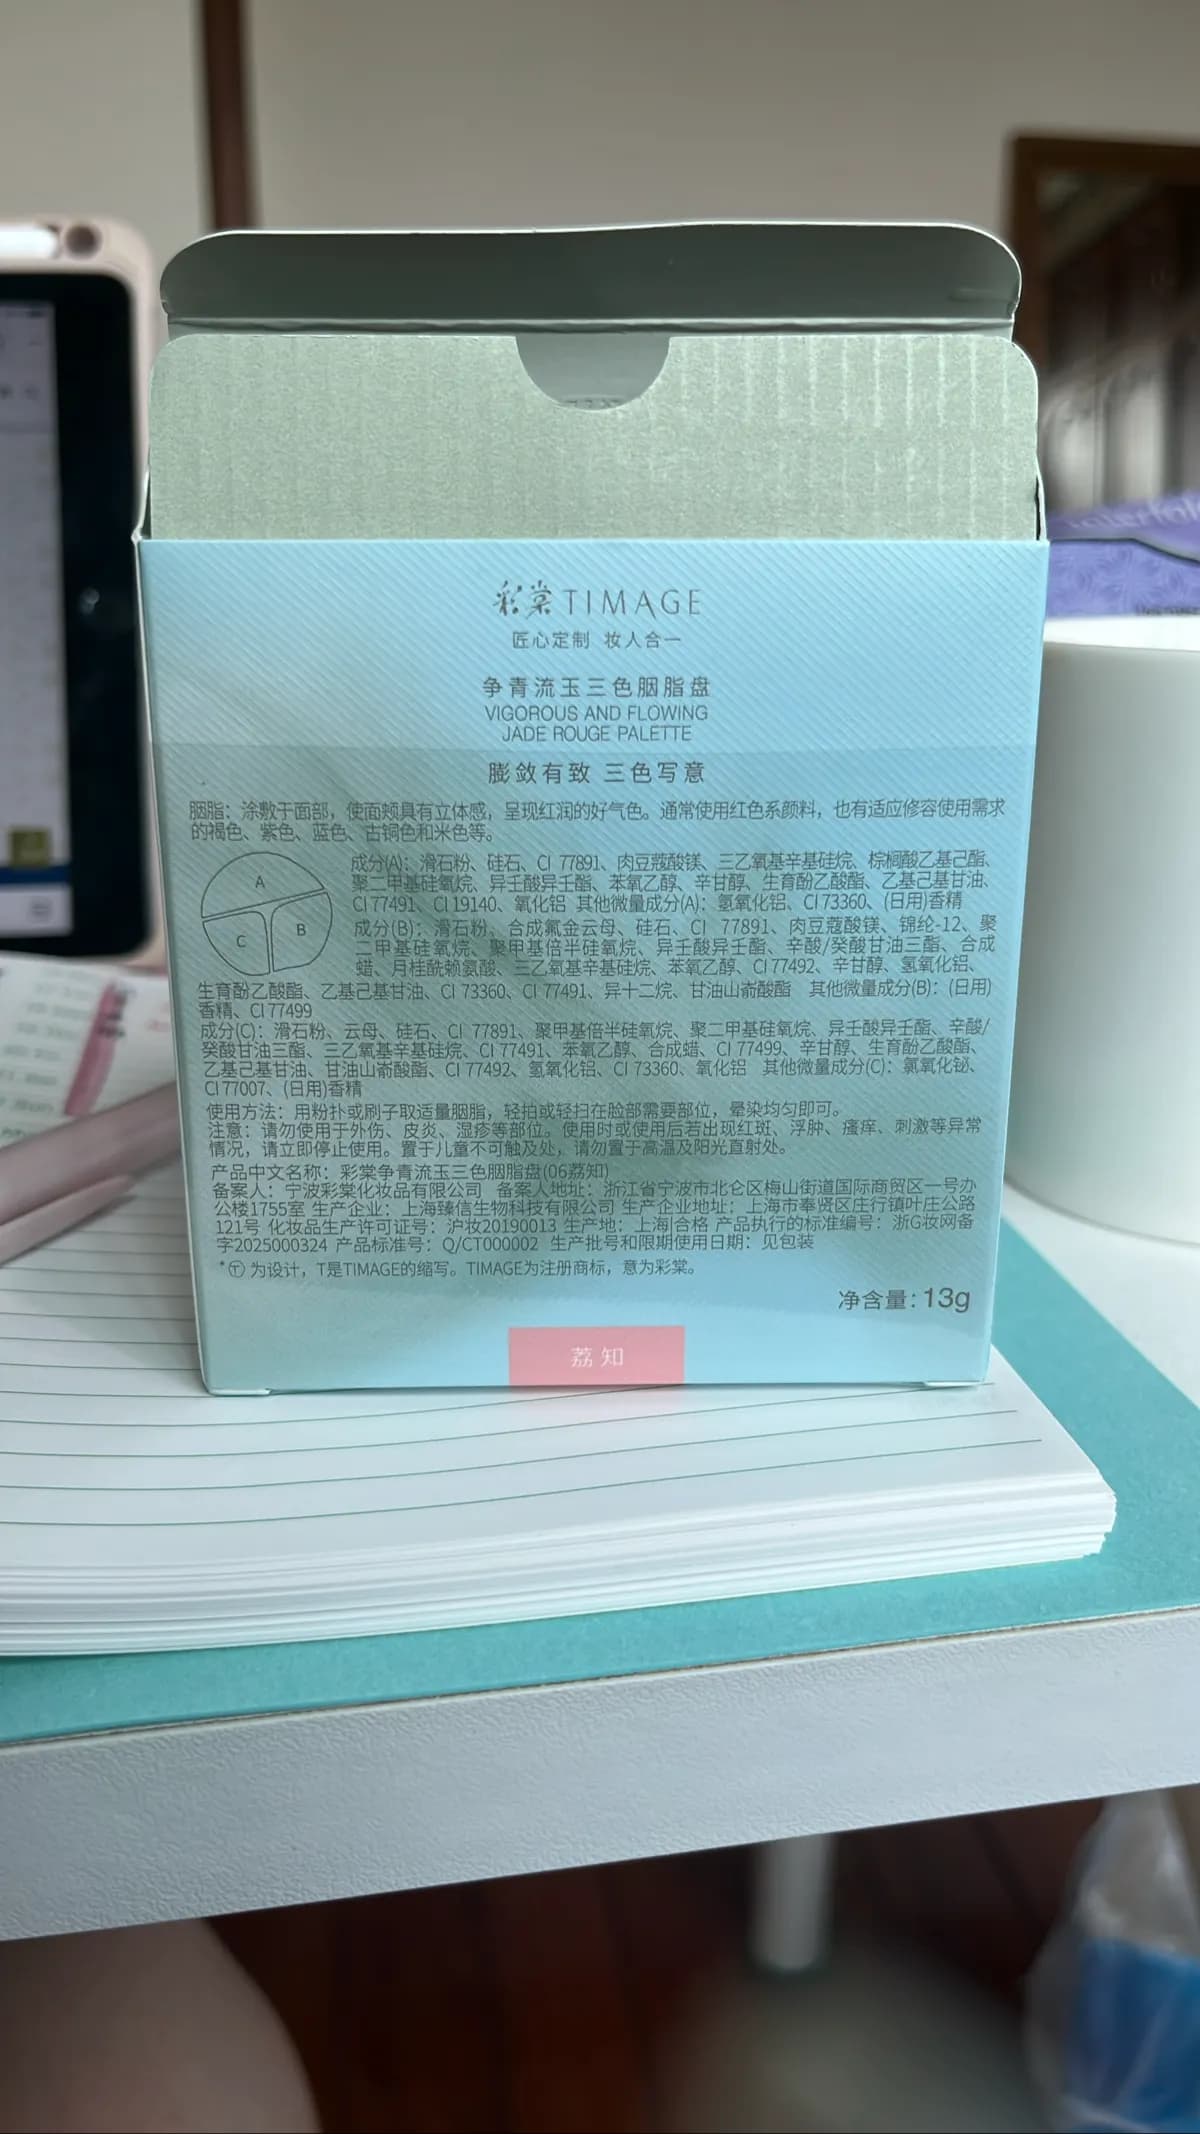 彩棠TIMAGE
匠心定制 妆人合一
争青流玉三色胭脂盘
VIGOROUS AND FLOWING
JADE ROUGE PALETTE
膨敛有致 三色写意
胭脂：涂敷于面部，使面颊具有立体感，呈现红润的好气色。通常使用红色系颜料，也有适应修容使用需求
的褐色、紫色、蓝色、古铜色和米色等。
A
B
C
成分(A)：滑石粉、硅石、CI 77891、肉豆蔻酸镁、三乙氧基辛基硅烷、棕榈酸乙基己酯、
聚二甲基硅氧烷、异壬酸异壬酯、苯氧乙醇、辛甘醇、生育酚乙酸酯、乙基己基甘油、
CI 77491、CI 19140、氧化铝 其他微量成分(A)：氢氧化铝、CI 73360、(日用)香精
成分(B)：滑石粉、合成氟金云母、硅石、CI 77891、肉豆蔻酸镁、锦纶-12、聚
二甲基硅氧烷、聚甲基倍半硅氧烷、异壬酸异壬酯、辛酸/癸酸甘油三酯、合成
蜡、月桂酰赖氨酸、三乙氧基辛基硅烷、苯氧乙醇、CI 77492、辛甘醇、氢氧化铝、
生育酚乙酸酯、乙基己基甘油、CI 73360、CI 77491、异十二烷、甘油山嵛酸酯 其他微量成分(B)：(日用)
香精、CI 77499
成分(C)：滑石粉、云母、硅石、CI 77891、聚甲基倍半硅氧烷、聚二甲基硅氧烷、异壬酸异壬酯、辛酸/
癸酸甘油三酯、三乙氧基辛基硅烷、CI 77491、苯氧乙醇、合成蜡、CI 77499、辛甘醇、生育酚乙酸酯、
乙基己基甘油、甘油山嵛酸酯、CI 77492、氢氧化铝、CI 73360、氧化铝 其他微量成分(C)：氯氧化铋、
CI 77007、(日用)香精
使用方法：用粉扑或刷子取适量胭脂，轻拍或轻扫在脸部需要部位，晕染均匀即可。
注意：请勿使用于外伤、皮炎、湿疹等部位。使用时或使用后若出现红斑、浮肿、瘙痒、刺激等异常
情况，请立即停止使用。置于儿童不可触及处，请勿置于高温及阳光直射处。
产品中文名称：彩棠争青流玉三色胭脂盘(06荔知)
备案人：宁波彩棠化妆品有限公司 备案人地址：浙江省宁波市北仑区梅山街道国际商贸区一号办
公楼1755室 生产企业：上海臻信生物科技有限公司 生产企业地址：上海市奉贤区庄行镇叶庄公路
121号 化妆品生产许可证号：沪妆20190013 生产地：上海|合格 产品执行的标准编号：浙G妆网备
字2025000324 产品标准号：Q/CT000002 生产批号和限期使用日期：见包装
*Ⓣ为设计，T是TIMAGE的缩写。TIMAGE为注册商标，意为彩棠。
净含量：13g
荔知